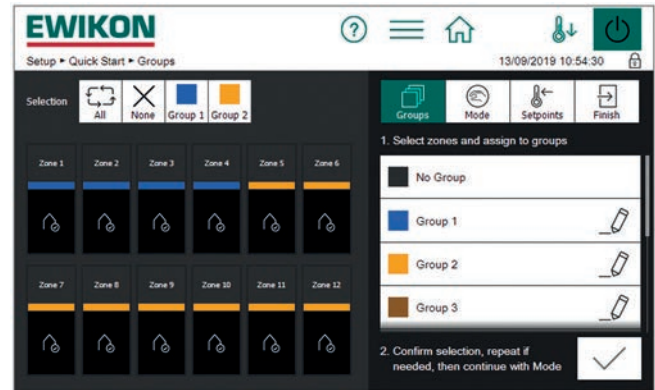 EWIKON
Setup ▸ Quick Start ▸ Groups
13/09/2019 10:54:30
Selection
All
None
Group 1
Group 2
Groups
Mode
Setpoints
Finish
1. Select zones and assign to groups
Zone 1
Zone 2
Zone 3
Zone 4
Zone 5
Zone 6
No Group
Group 1
Group 2
Group 3
Zone 7
Zone 8
Zone 9
Zone 10
Zone 11
Zone 12
2. Confirm selection, repeat if
needed, then continue with Mode